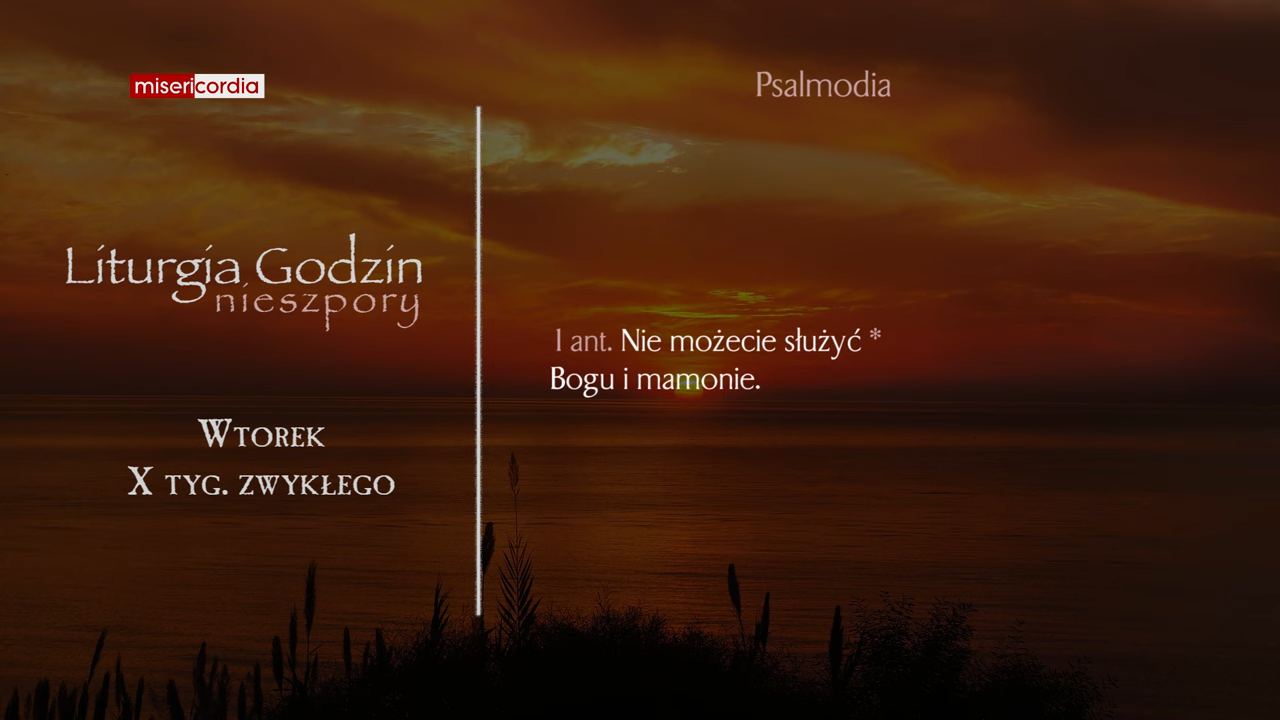 misericordia
Psalmodia
Liturgia Godzin
nieszpory
I ant. Nie możecie służyć *
Bogu i mamonie.
Wtorek
X tyg. zwykłego